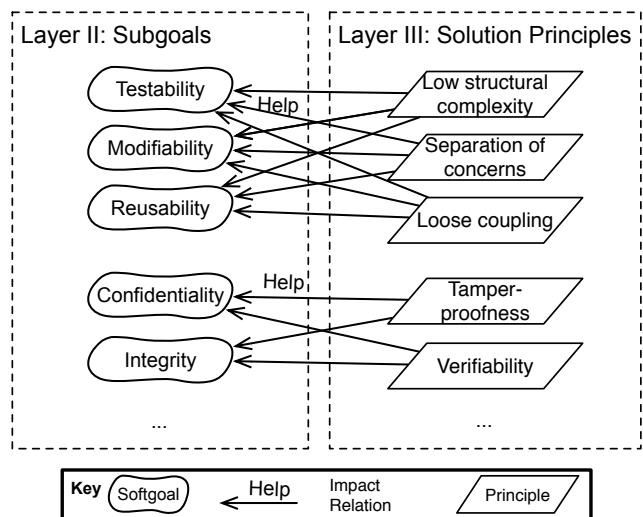 Layer II: Subgoals
Layer III: Solution Principles
Testability
Help
Low structural
complexity
Modifiability
Separation of
concerns
Reusability
Loose coupling
Confidentiality
Help
Tamper-
proofness
Integrity
Verifiability
...
...
Key
Softgoal
Help
Impact
Relation
Principle